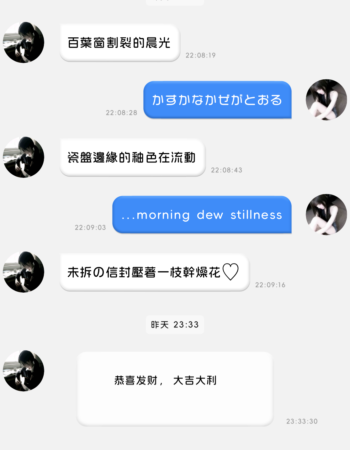 百葉窗割裂的晨光
22:08:19
かすかなかぜがとおる
22:08:28
瓷盤邊緣的釉色在流動
22:08:43
...morning dew stillness
22:09:03
未拆の信封壓著一枝幹燥花♡
22:09:16
昨天 23:33
恭喜发财，大吉大利
23:33:30